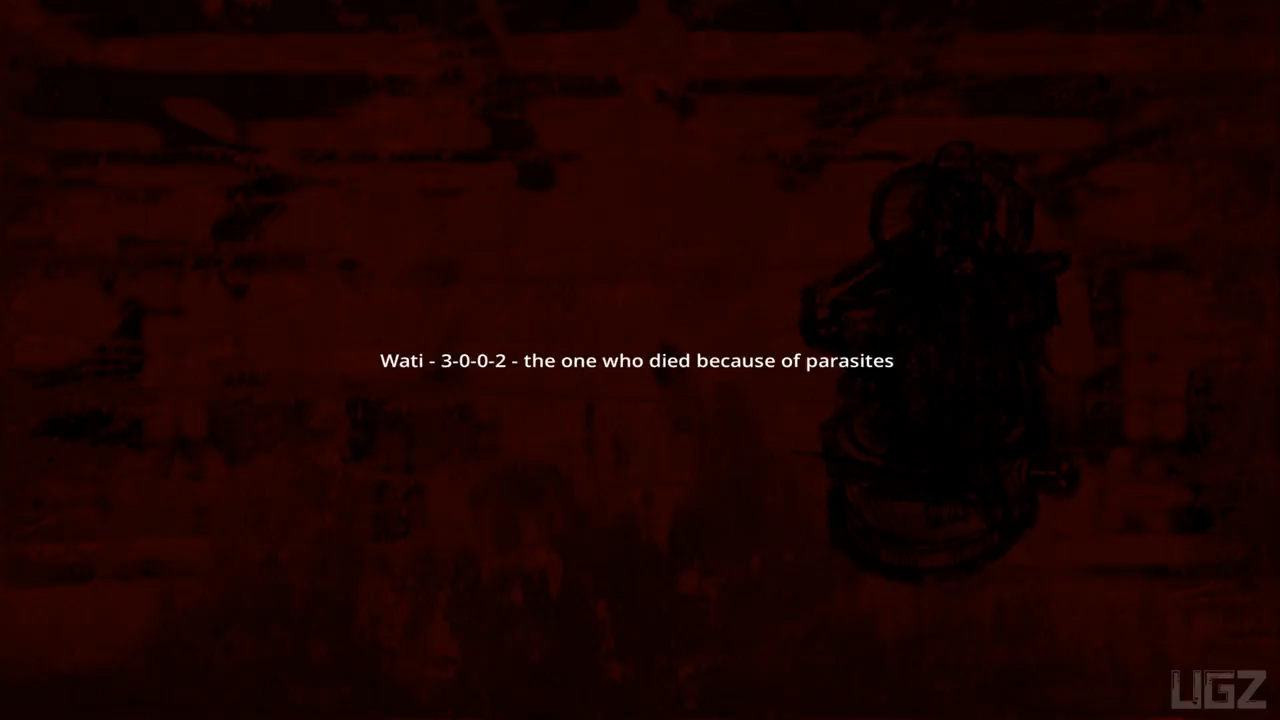 Wati - 3-0-0-2 - the one who died because of parasites
UGZ